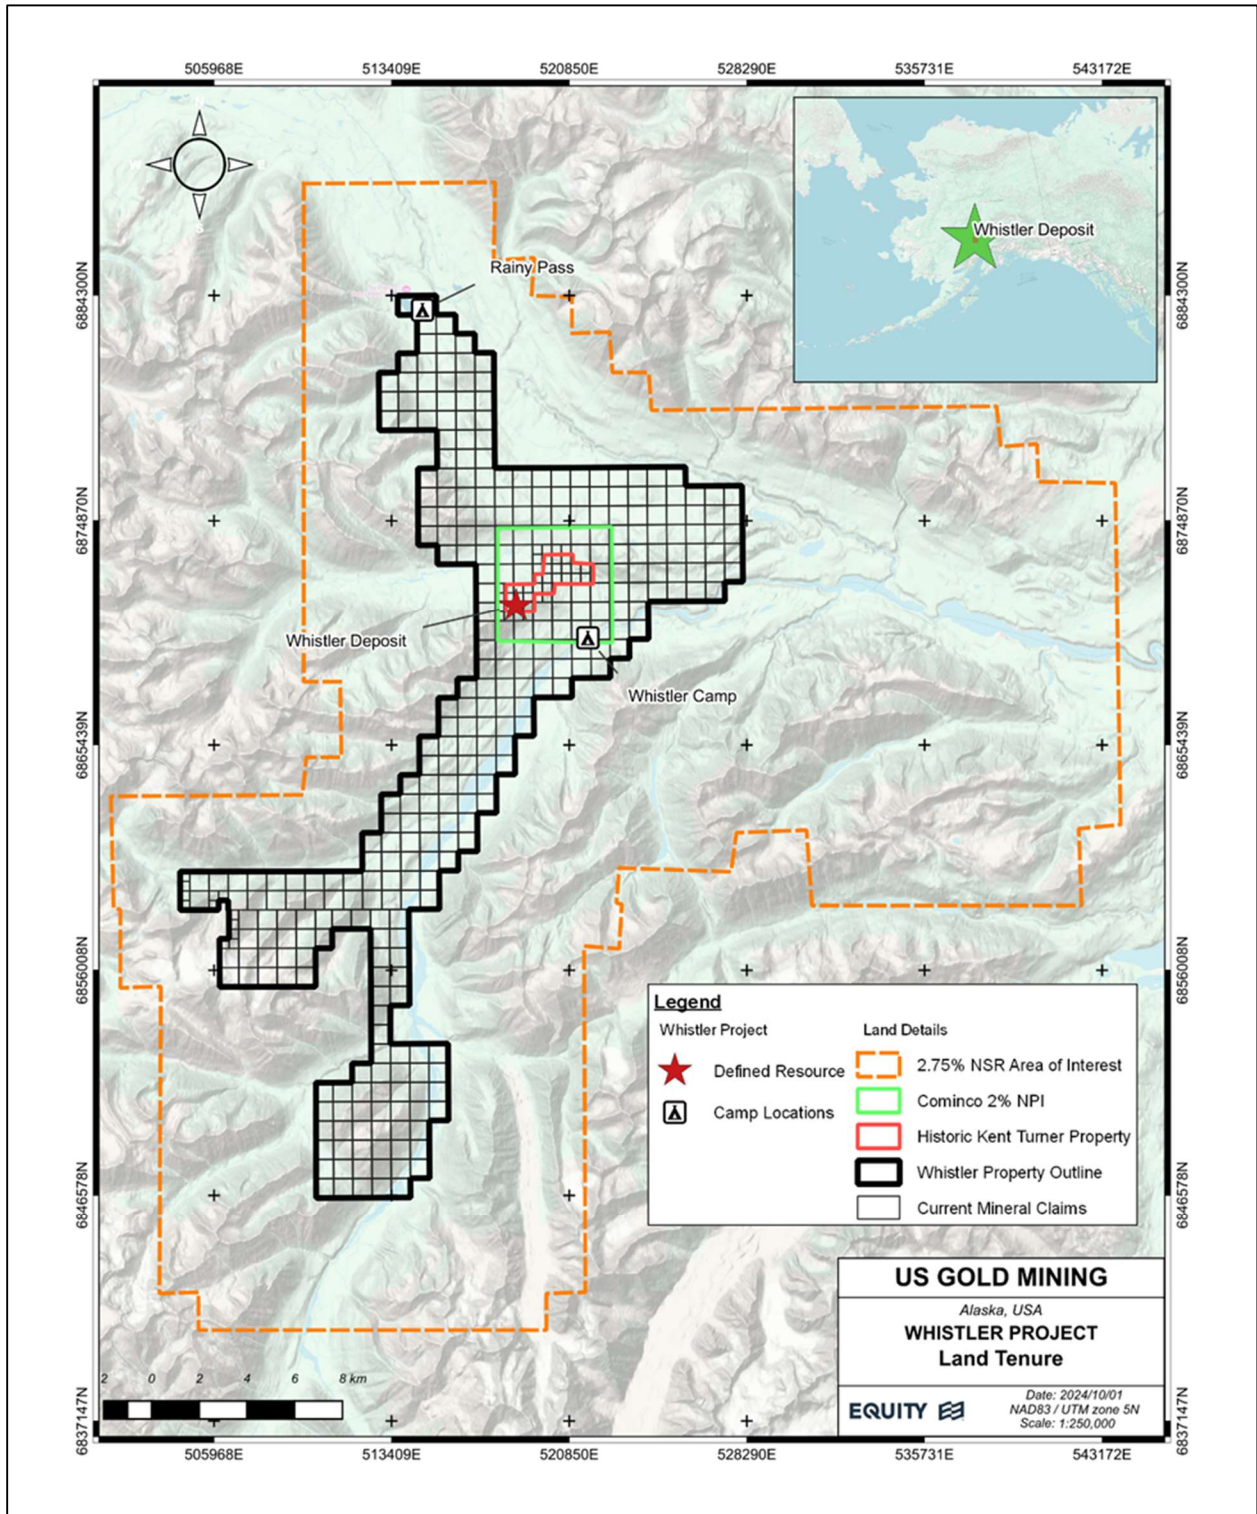 505968E 513409E 520850E 528290E 535731E 543172E
Whistler Deposit
Rainy Pass
6884300N 6884300N
6874870N 6874870N
Whistler Deposit
Whistler Camp
6865439N 6865439N
6856008N 6856008N
Legend
Whistler Project Land Details
Defined Resource 2.75% NSR Area of Interest
Camp Locations Cominco 2% NPI
Historic Kent Turner Property
Whistler Property Outline
Current Mineral Claims
6846578N 6846578N
US GOLD MINING
Alaska, USA
WHISTLER PROJECT
Land Tenure
2 0 2 4 6 8 km
EQUITY
Date: 2024/10/01
NAD83 / UTM zone 5N
Scale: 1:250,000
6837147N 6837147N
505968E 513409E 520850E 528290E 535731E 543172E